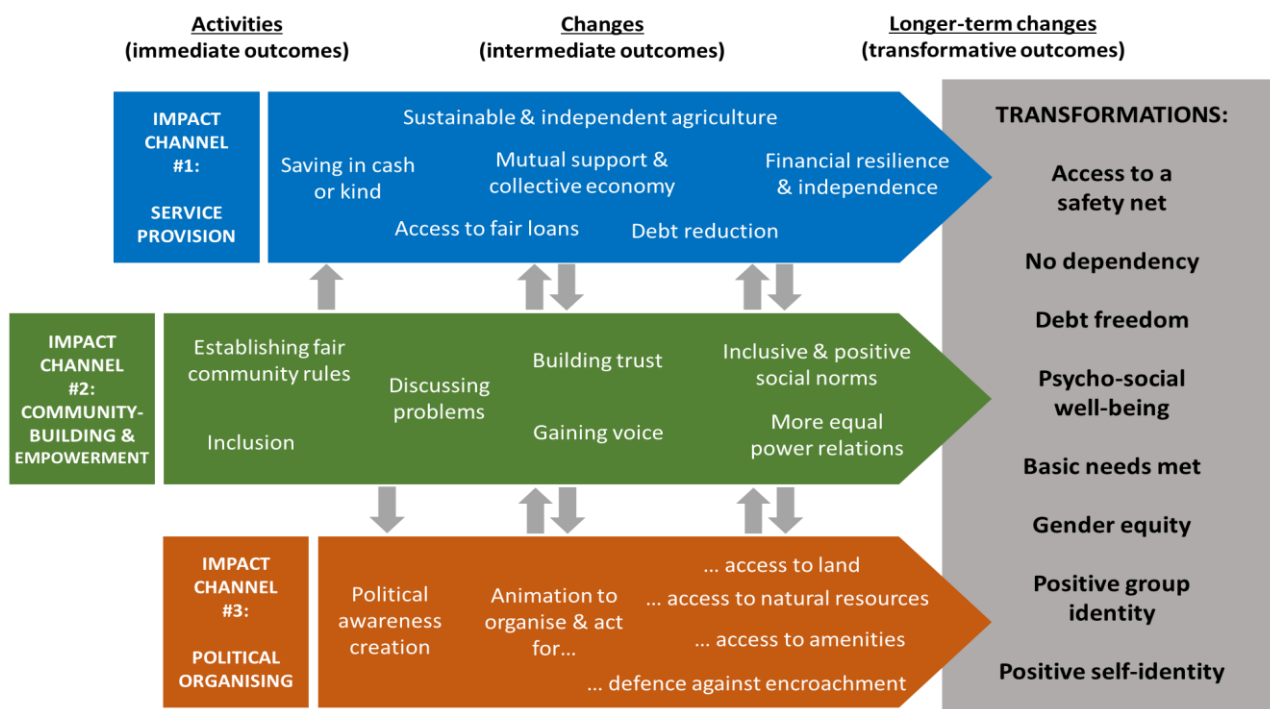 Activities
(immediate outcomes)
Changes
(intermediate outcomes)
Longer-term changes
(transformative outcomes)
IMPACT
CHANNEL
#1:
SERVICE
PROVISION
Sustainable & independent agriculture
Saving in cash
or kind
Mutual support &
collective economy
Financial resilience
& independence
Access to fair loans
Debt reduction
IMPACT
CHANNEL
#2:
COMMUNITY-
BUILDING &
EMPOWERMENT
Establishing fair
community rules
Inclusion
Discussing
problems
Building trust
Gaining voice
Inclusive & positive
social norms
More equal
power relations
IMPACT
CHANNEL
#3:
POLITICAL
ORGANISING
Political
awareness
creation
Animation to
organise & act
for...
... access to land
... access to natural resources
... access to amenities
... defence against encroachment
TRANSFORMATIONS:
Access to a
safety net
No dependency
Debt freedom
Psycho-social
well-being
Basic needs met
Gender equity
Positive group
identity
Positive self-identity